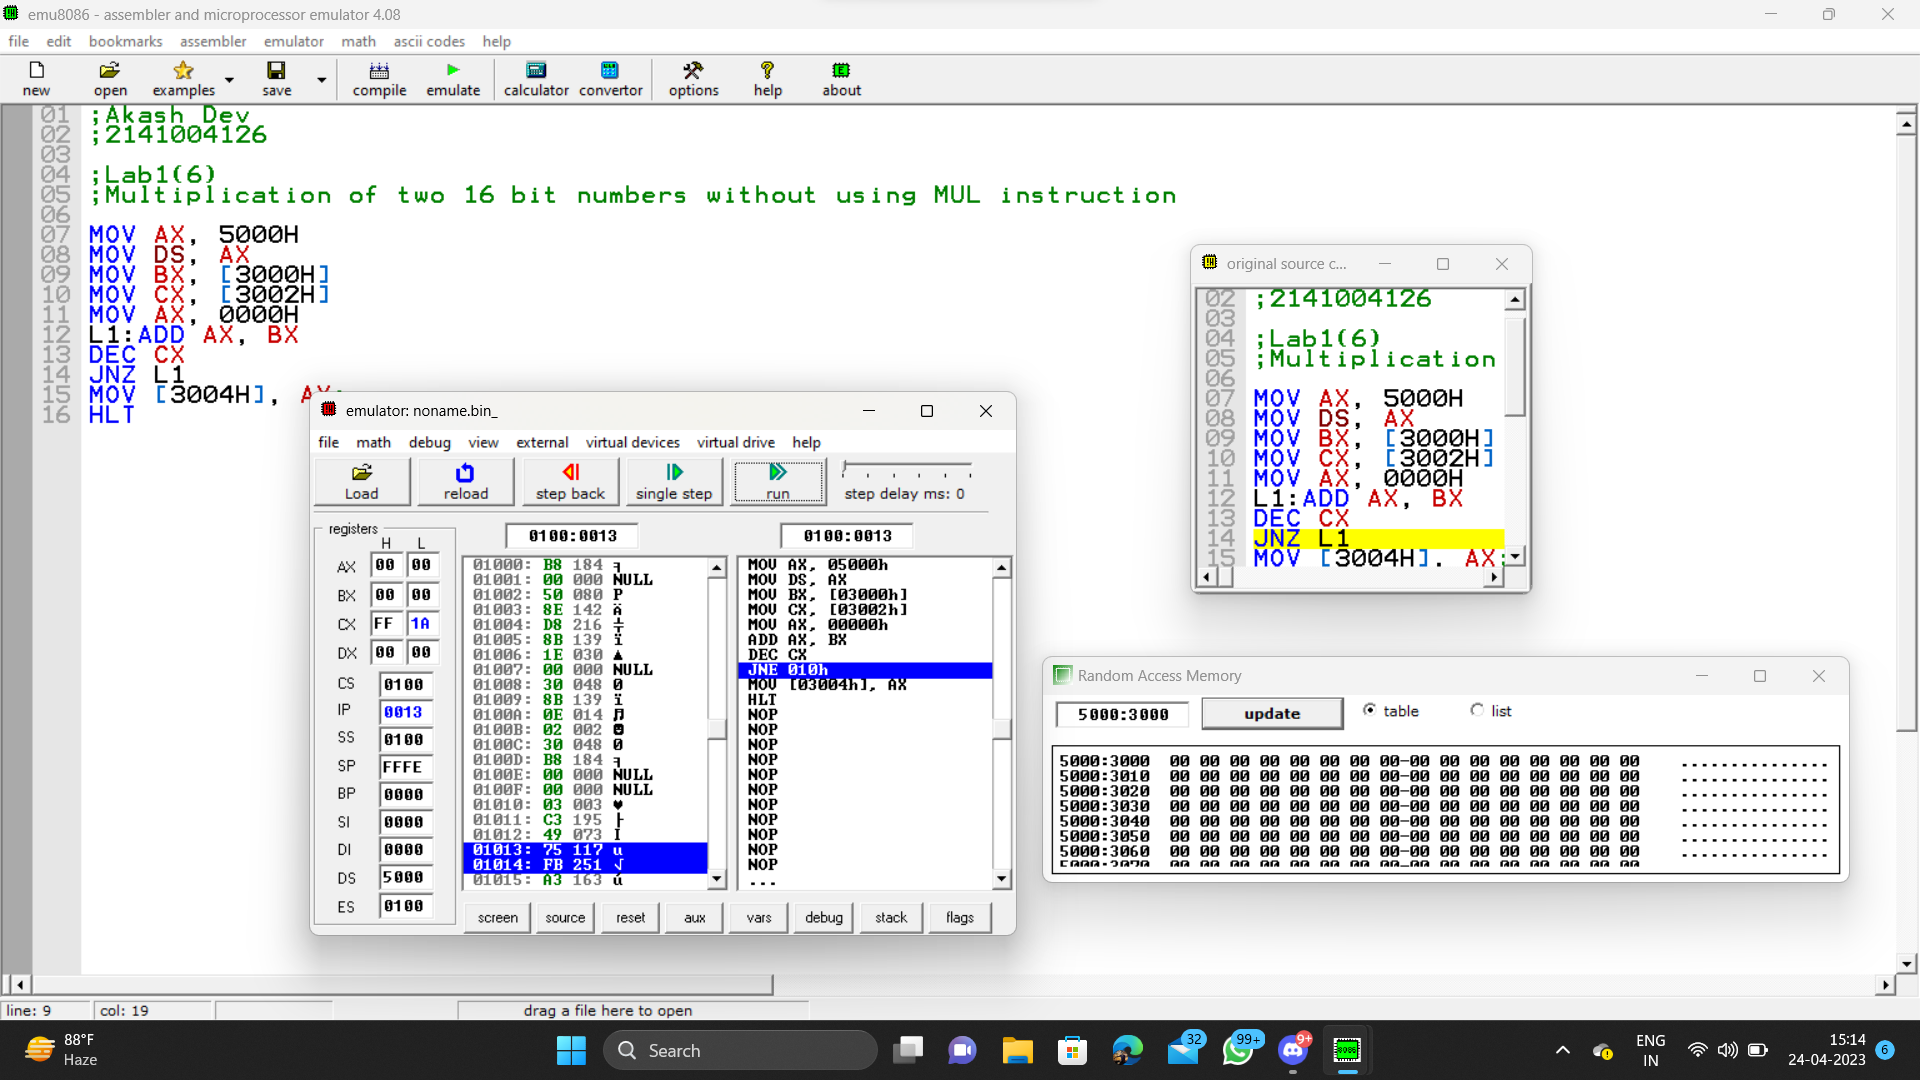 emu8086 - assembler and microprocessor emulator 4.08
file edit bookmarks assembler emulator math ascii codes help
new open examples save compile emulate calculator convertor options help about
01 ;Akash Dev
02 ;2141004126
03
04 ;Lab1(6)
05 ;Multiplication of two 16 bit numbers without using MUL instruction
06
07 MOV AX, 5000H
08 MOV DS, AX
09 MOV BX, [3000H]
10 MOV CX, [3002H]
11 MOV AX, 0000H
12 L1:ADD AX, BX
13 DEC CX
14 JNZ L1
15 MOV [3004H], AX;
16 HLT
emulator: noname.bin_
file math debug view external virtual devices virtual drive help
Load reload step back single step run step delay ms: 0
registers
H L
AX 00 00
BX 00 00
CX FF 1A
DX 00 00
CS 0100
IP 0013
SS 0100
SP FFFE
BP 0000
SI 0000
DI 0000
DS 5000
ES 0100
0100:0013
01000: B8 184 ╕
01001: 00 000 NULL
01002: 50 080 P
01003: 8E 142 Ä
01004: D8 216 ╪
01005: 8B 139 ï
01006: 1E 030 ▲
01007: 00 000 NULL
01008: 30 048 0
01009: 8B 139 ï
0100A: 0E 014 ♫
0100B: 02 002 ☻
0100C: 30 048 0
0100D: B8 184 ╕
0100E: 00 000 NULL
0100F: 00 000 NULL
01010: 03 003 ♥
01011: C3 195 ├
01012: 49 073 I
01013: 75 117 u
01014: FB 251 √
01015: A3 163 ú
0100:0013
MOV AX, 05000h
MOV DS, AX
MOV BX, [03000h]
MOV CX, [03002h]
MOV AX, 00000h
ADD AX, BX
DEC CX
JNE 010h
MOV [03004h], AX
HLT
NOP
NOP
NOP
NOP
NOP
NOP
NOP
NOP
NOP
NOP
NOP
...
screen source reset aux vars debug stack flags
original source c...
02 ;2141004126
03
04 ;Lab1(6)
05 ;Multiplication
06
07 MOV AX, 5000H
08 MOV DS, AX
09 MOV BX, [3000H]
10 MOV CX, [3002H]
11 MOV AX, 0000H
12 L1:ADD AX, BX
13 DEC CX
14 JNZ L1
15 MOV [3004H], AX;
Random Access Memory
5000:3000 update table list
5000:3000 00 00 00 00 00 00 00 00-00 00 00 00 00 00 00 00 ................
5000:3010 00 00 00 00 00 00 00 00-00 00 00 00 00 00 00 00 ................
5000:3020 00 00 00 00 00 00 00 00-00 00 00 00 00 00 00 00 ................
5000:3030 00 00 00 00 00 00 00 00-00 00 00 00 00 00 00 00 ................
5000:3040 00 00 00 00 00 00 00 00-00 00 00 00 00 00 00 00 ................
5000:3050 00 00 00 00 00 00 00 00-00 00 00 00 00 00 00 00 ................
5000:3060 00 00 00 00 00 00 00 00-00 00 00 00 00 00 00 00 ................
5000:3070 00 00 00 00 00 00 00 00-00 00 00 00 00 00 00 00
line: 9 col: 19 drag a file here to open
88°F
Haze
Search
32
99+
9+
8086
ENG
IN
15:14
24-04-2023
6